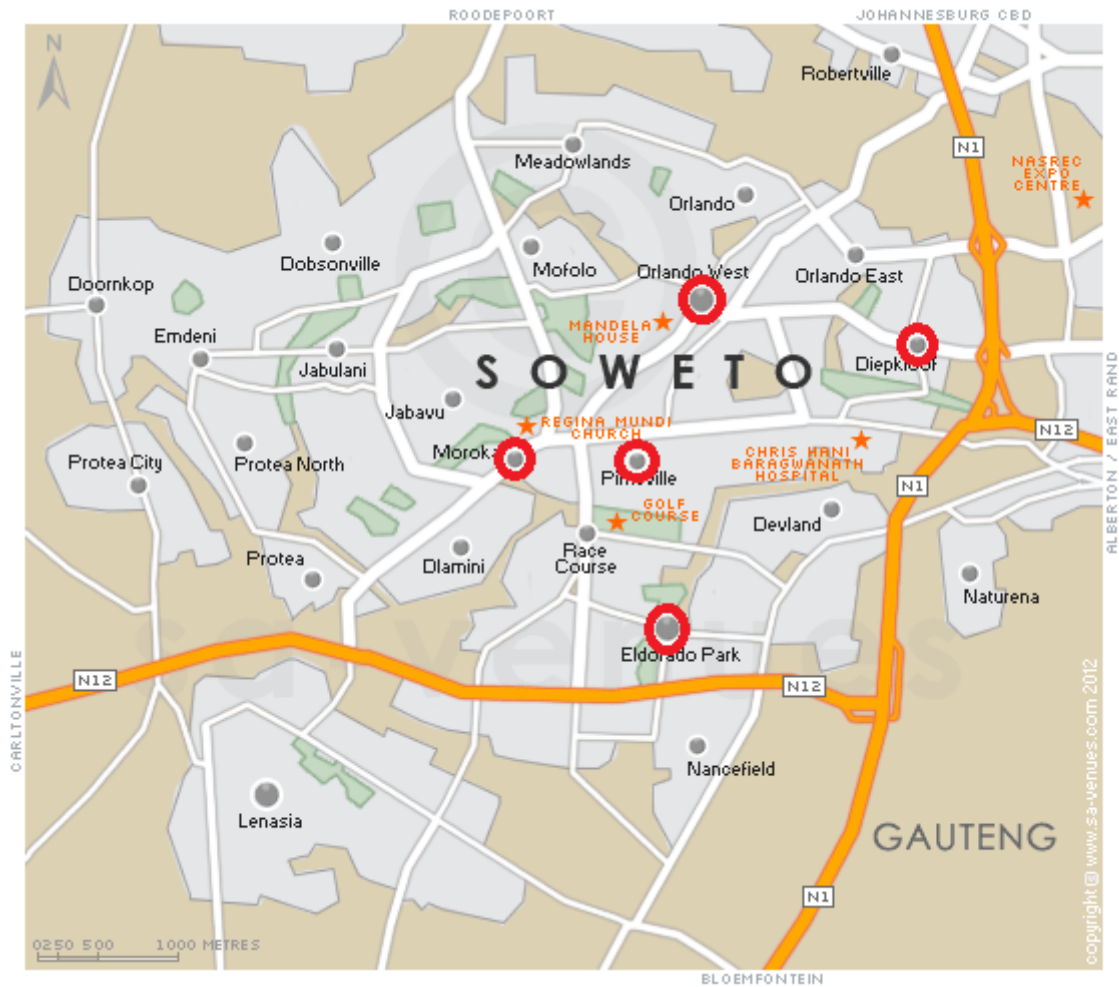 ROODEPOORT
JOHANNESBURG CBD
N
Robertville
N1
NASREC
EXPO
CENTRE
Meadowlands
Orlando
Dobsonville
Mofolo
Orlando West
Orlando East
Doornkop
MANDELA
HOUSE
Emdeni
Jabulani
SOWETO
Diepkloof
Jabavu
REGINA MUNDI
CHURCH
Moroka
N12
Protea City
Protea North
CHRIS HANI
BARAGWANATH
HOSPITAL
Pimville
N1
GOLF
COURSE
Devland
ALBERTON / EAST RAND
Protea
Dlamini
Race
Course
Naturena
sa-venues
Eldorado Park
N12
N12
CARLTONVILLE
Nancefield
Lenasia
GAUTENG
N1
copyright @ www.sa-venues.com 2012
0250 500 1000 METRES
BLOEMFONTEIN